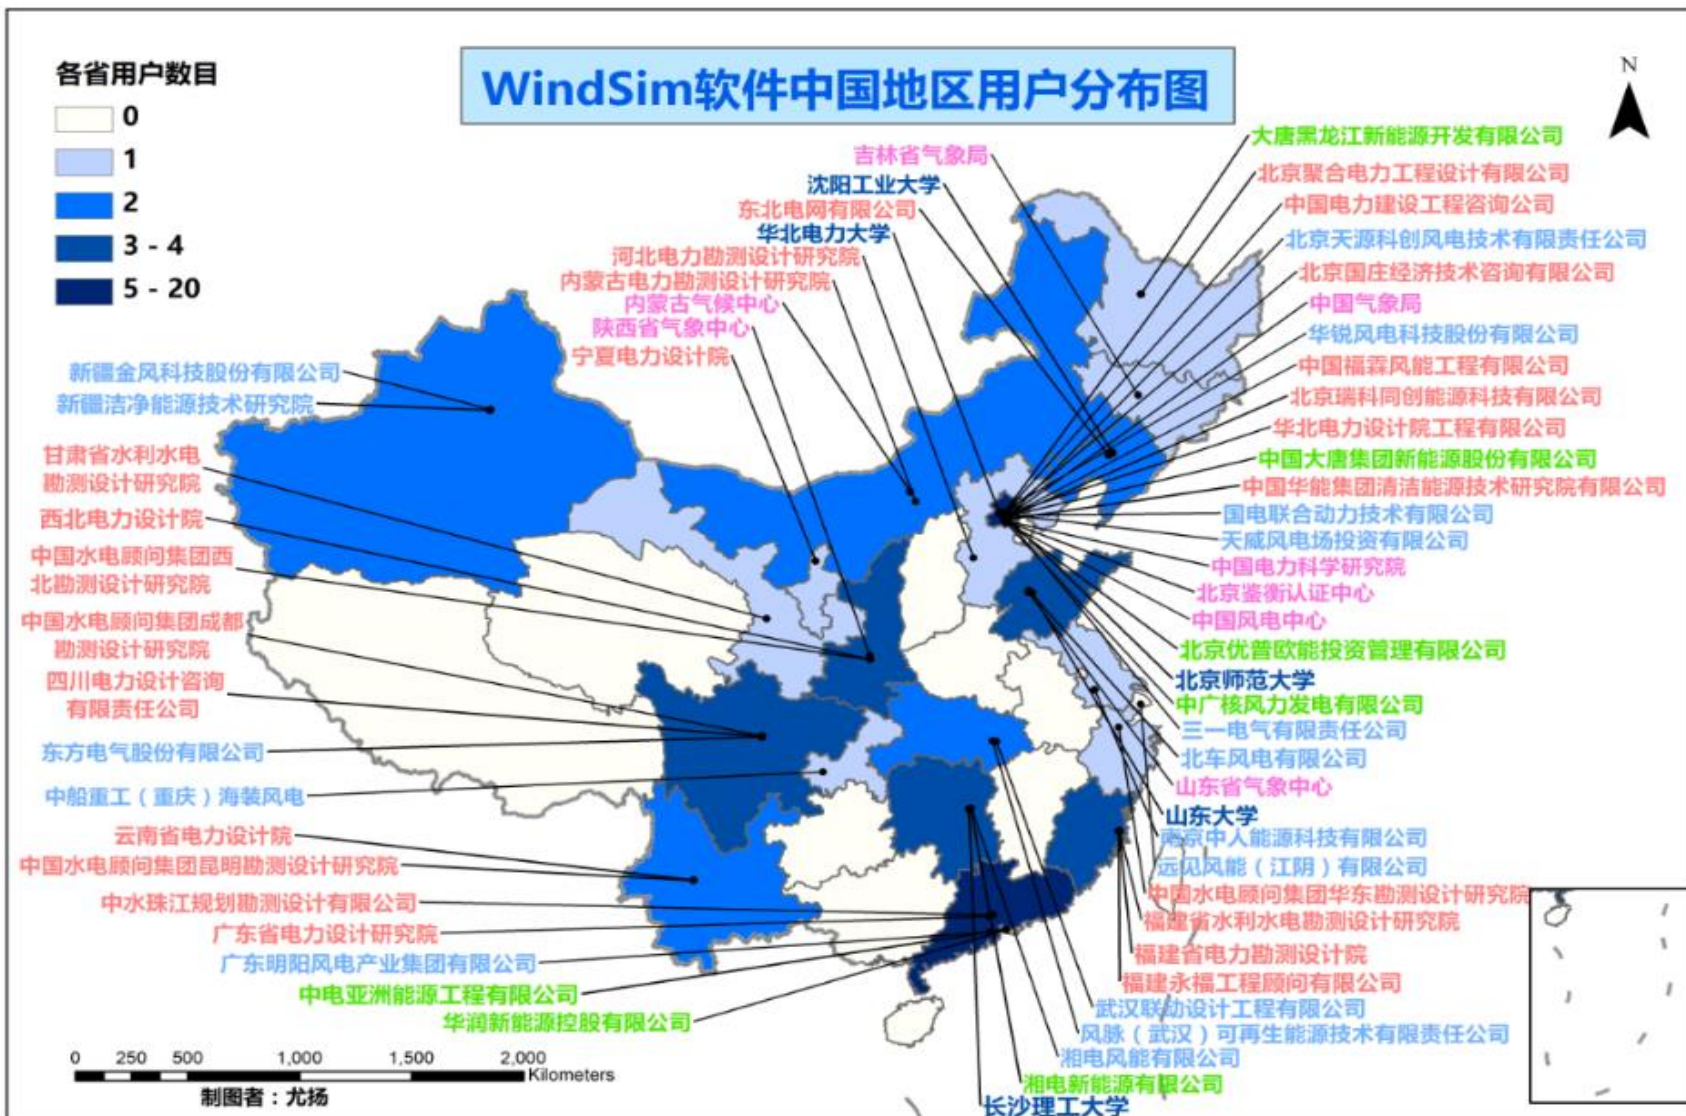 WindSim软件中国地区用户分布图
各省用户数目
0
1
2
3 - 4
5 - 20
N
吉林省气象局
沈阳工业大学
东北电网有限公司
华北电力大学
河北电力勘测设计研究院
内蒙古电力勘测设计研究院
内蒙古气候中心
陕西省气象中心
宁夏电力设计院
新疆金风科技股份有限公司
新疆洁净能源技术研究院
甘肃省水利水电
勘测设计研究院
西北电力设计院
中国水电顾问集团西
北勘测设计研究院
中国水电顾问集团成都
勘测设计研究院
四川电力设计咨询
有限责任公司
东方电气股份有限公司
中船重工（重庆）海装风电
云南省电力设计院
中国水电顾问集团昆明勘测设计研究院
中水珠江规划勘测设计有限公司
广东省电力设计研究院
广东明阳风电产业集团有限公司
中电亚洲能源工程有限公司
华润新能源控股有限公司
大唐黑龙江新能源开发有限公司
北京聚合电力工程设计有限公司
中国电力建设工程咨询公司
北京天源科创风电技术有限责任公司
北京国庄经济技术咨询有限公司
中国气象局
华锐风电科技股份有限公司
中国福霖风能工程有限公司
北京瑞科同创能源科技有限公司
华北电力设计院工程有限公司
中国大唐集团新能源股份有限公司
中国华能集团清洁能源技术研究院有限公司
国电联合动力技术有限公司
天威风电场投资有限公司
中国电力科学研究院
北京鉴衡认证中心
中国风电中心
北京优普欧能投资管理有限公司
北京师范大学
中广核风力发电有限公司
三一电气有限责任公司
北车风电有限公司
山东省气象中心
山东大学
南京中人能源科技有限公司
远见风能（江阴）有限公司
中国水电顾问集团华东勘测设计研究院
福建省水利水电勘测设计研究院
福建省电力勘测设计院
福建永福工程顾问有限公司
武汉联动设计工程有限公司
风脉（武汉）可再生能源技术有限责任公司
湘电风能有限公司
湘电新能源有限公司
长沙理工大学
0 250 500 1,000 1,500 2,000
Kilometers
制图者：尤扬